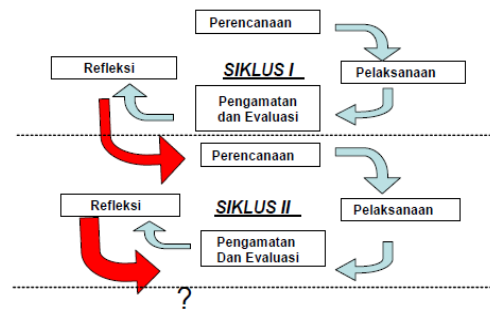 Perencanaan
Refleksi
SIKLUS I
Pelaksanaan
Pengamatan
dan Evaluasi
Perencanaan
Refleksi
SIKLUS II
Pelaksanaan
Pengamatan
Dan Evaluasi
?